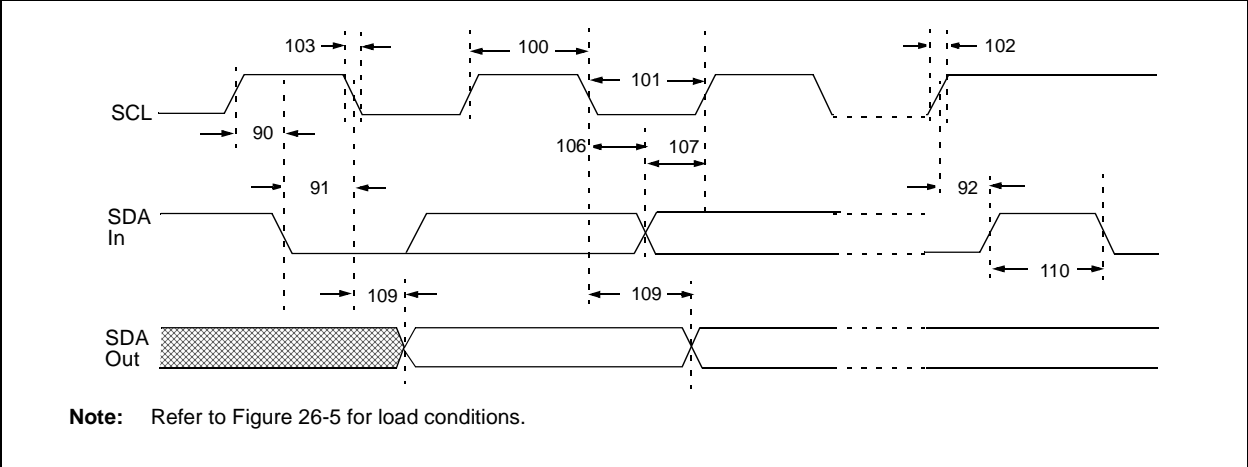 103
100
102
101
SCL
90
106
107
91
92
SDA
In
110
109
109
SDA
Out
Note: Refer to Figure 26-5 for load conditions.